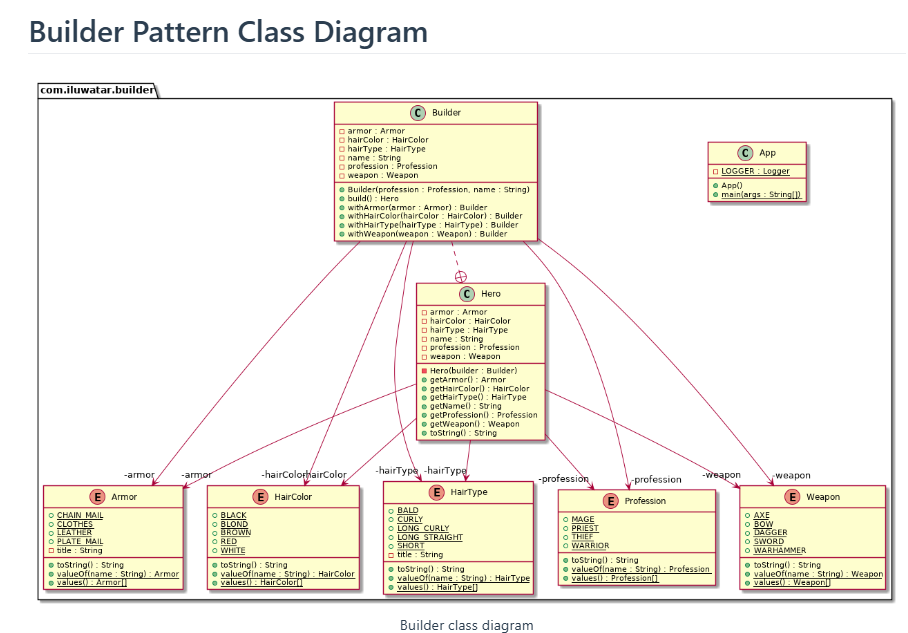 Builder Pattern Class Diagram
com.iluwatar.builder
C Builder
armor : Armor
hairColor : HairColor
hairType : HairType
name : String
profession : Profession
weapon : Weapon
Builder(profession : Profession, name : String)
build() : Hero
withArmor(armor : Armor) : Builder
withHairColor(hairColor : HairColor) : Builder
withHairType(hairType : HairType) : Builder
withWeapon(weapon : Weapon) : Builder
C App
LOGGER : Logger
App()
main(args : String[])
C Hero
armor : Armor
hairColor : HairColor
hairType : HairType
name : String
profession : Profession
weapon : Weapon
Hero(builder : Builder)
getArmor() : Armor
getHairColor() : HairColor
getHairType() : HairType
getName() : String
getProfession() : Profession
getWeapon() : Weapon
toString() : String
-armor
-armor
-hairColor
-hairColor
-hairType
-hairType
-profession
-profession
-weapon
-weapon
E Armor
CHAIN_MAIL
CLOTHES
LEATHER
PLATE_MAIL
title : String
toString() : String
valueOf(name : String) : Armor
values() : Armor[]
E HairColor
BLACK
BLOND
BROWN
RED
WHITE
toString() : String
valueOf(name : String) : HairColor
values() : HairColor[]
E HairType
BALD
CURLY
LONG_CURLY
LONG_STRAIGHT
SHORT
title : String
toString() : String
valueOf(name : String) : HairType
values() : HairType[]
E Profession
MAGE
PRIEST
THIEF
WARRIOR
toString() : String
valueOf(name : String) : Profession
values() : Profession[]
E Weapon
AXE
BOW
DAGGER
SWORD
WARHAMMER
toString() : String
valueOf(name : String) : Weapon
values() : Weapon[]
Builder class diagram